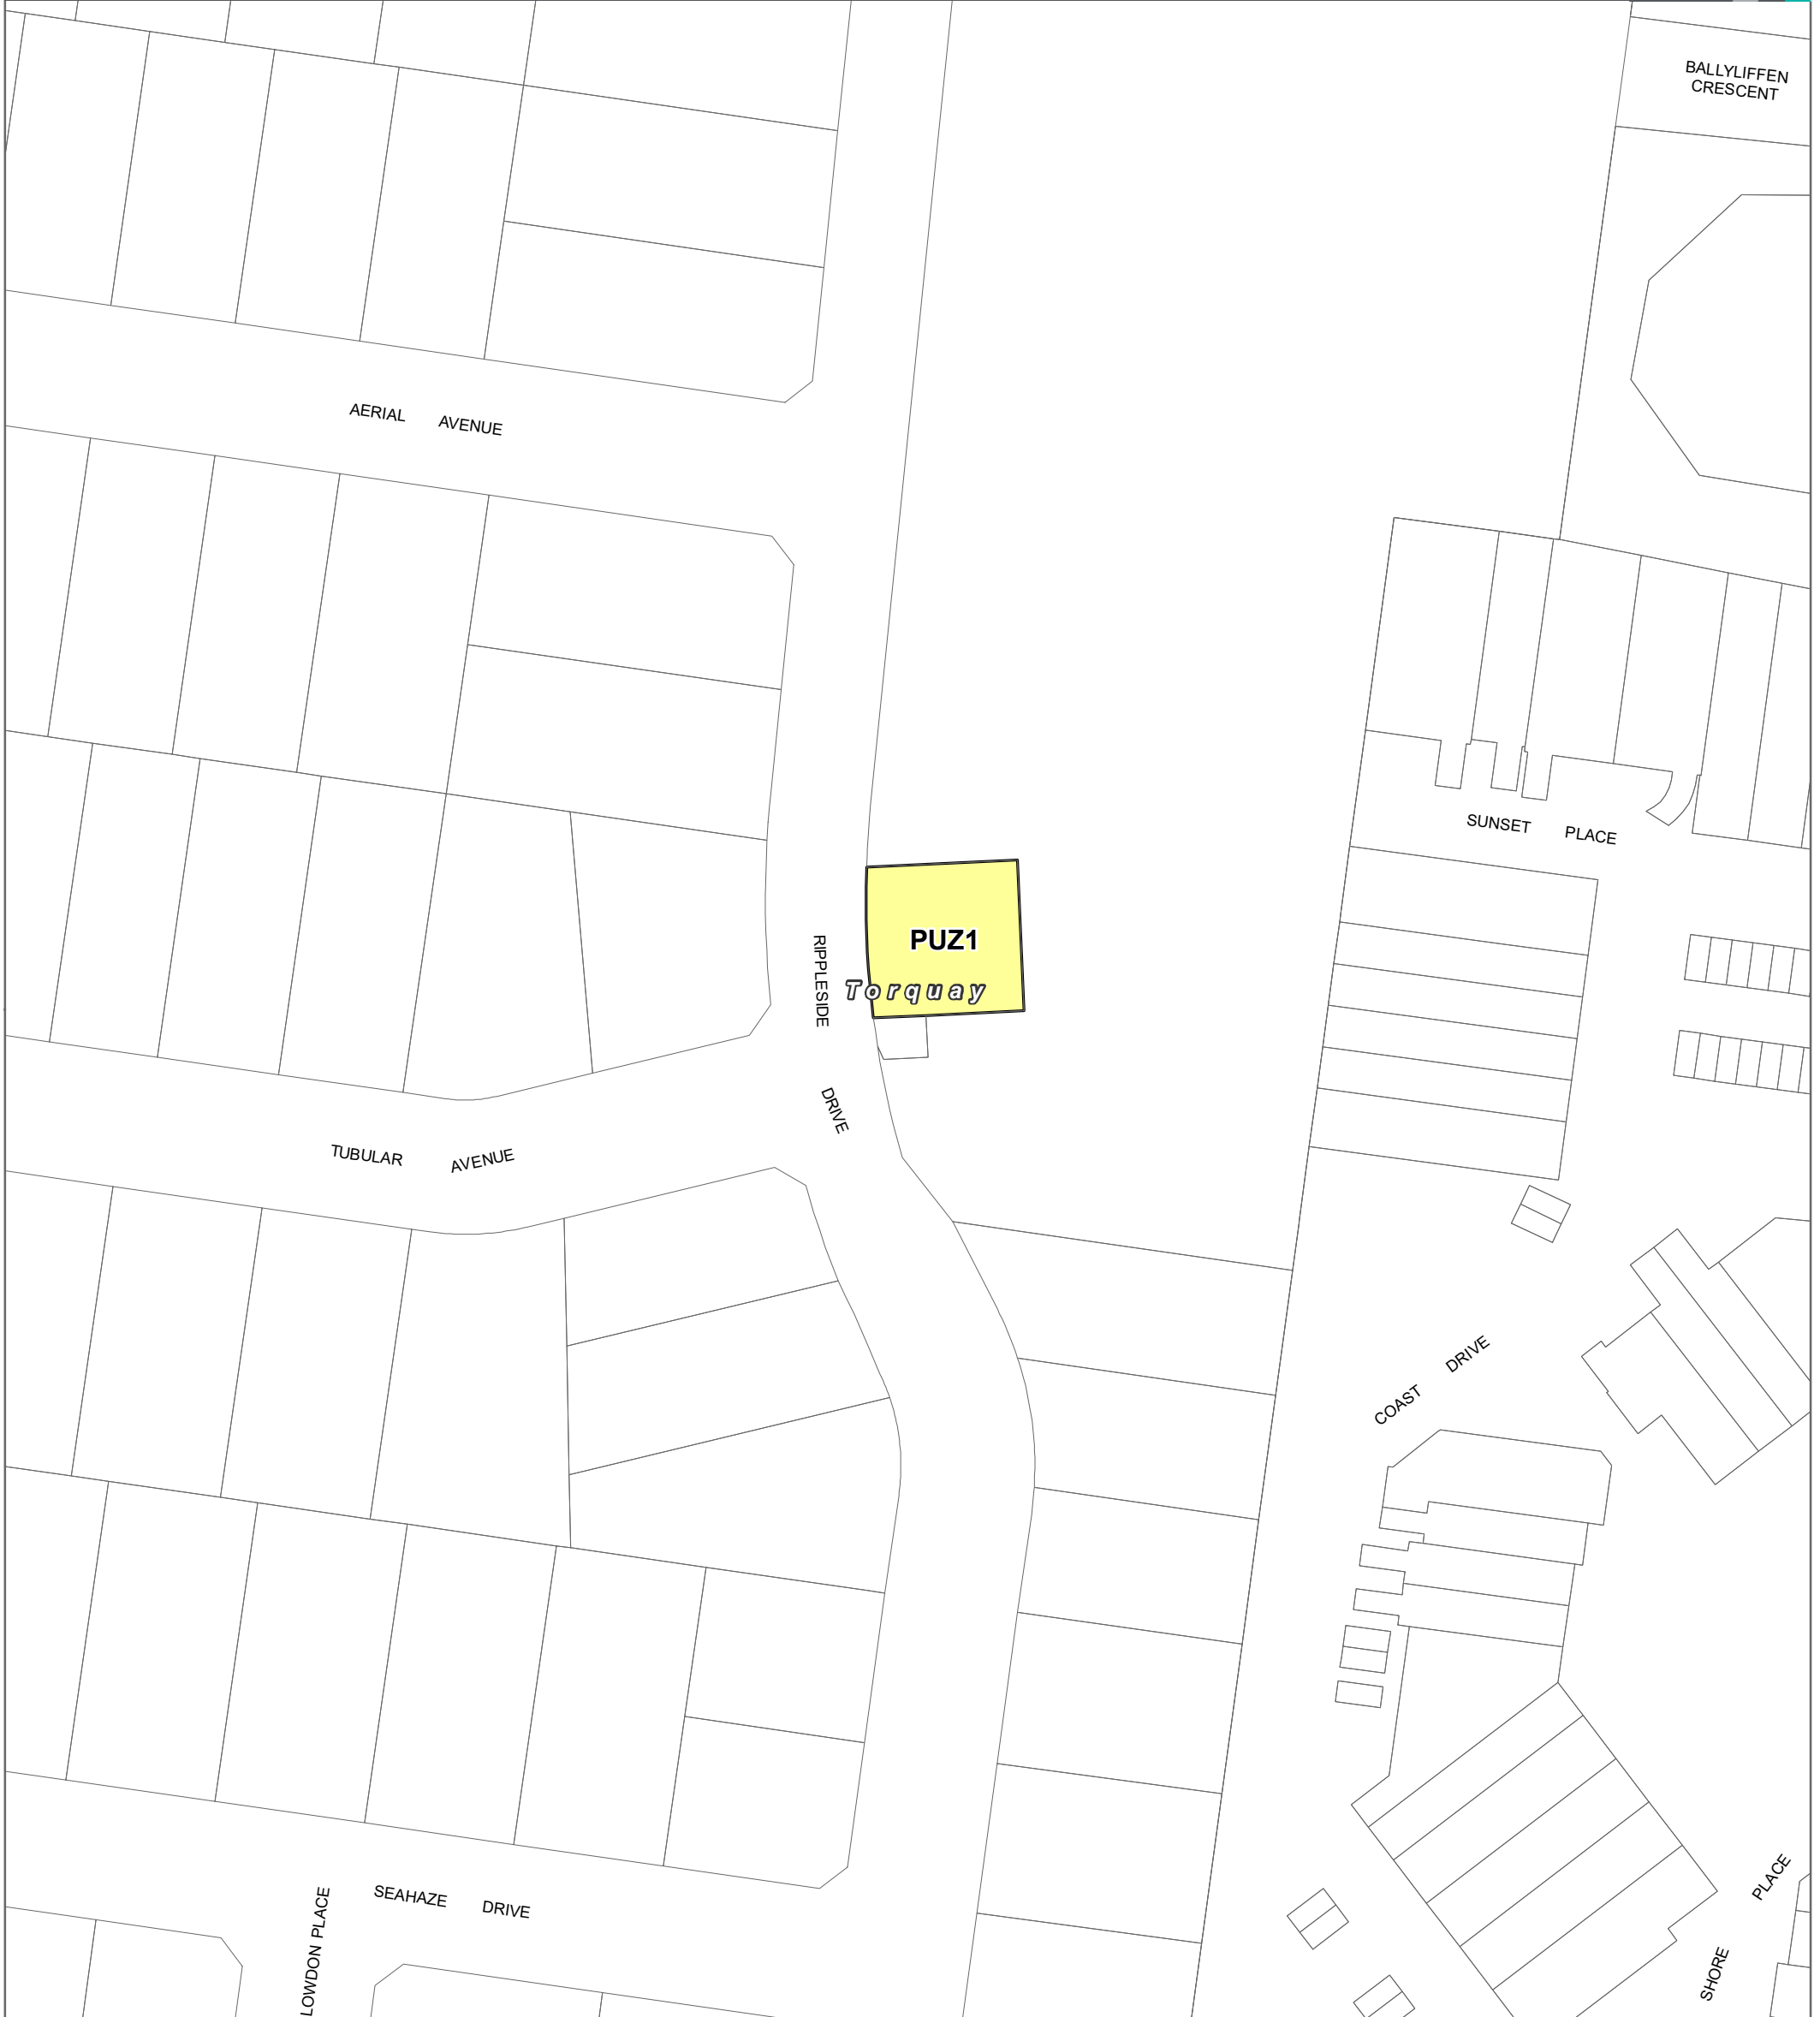 BALLYLIFFEN
CRESCENT
AERIAL AVENUE
SUNSET PLACE
PUZ1
Torquay
RIPPLESIDE DRIVE
TUBULAR AVENUE
COAST DRIVE
SEAHAZE DRIVE
LOWDON PLACE
SHORE PLACE